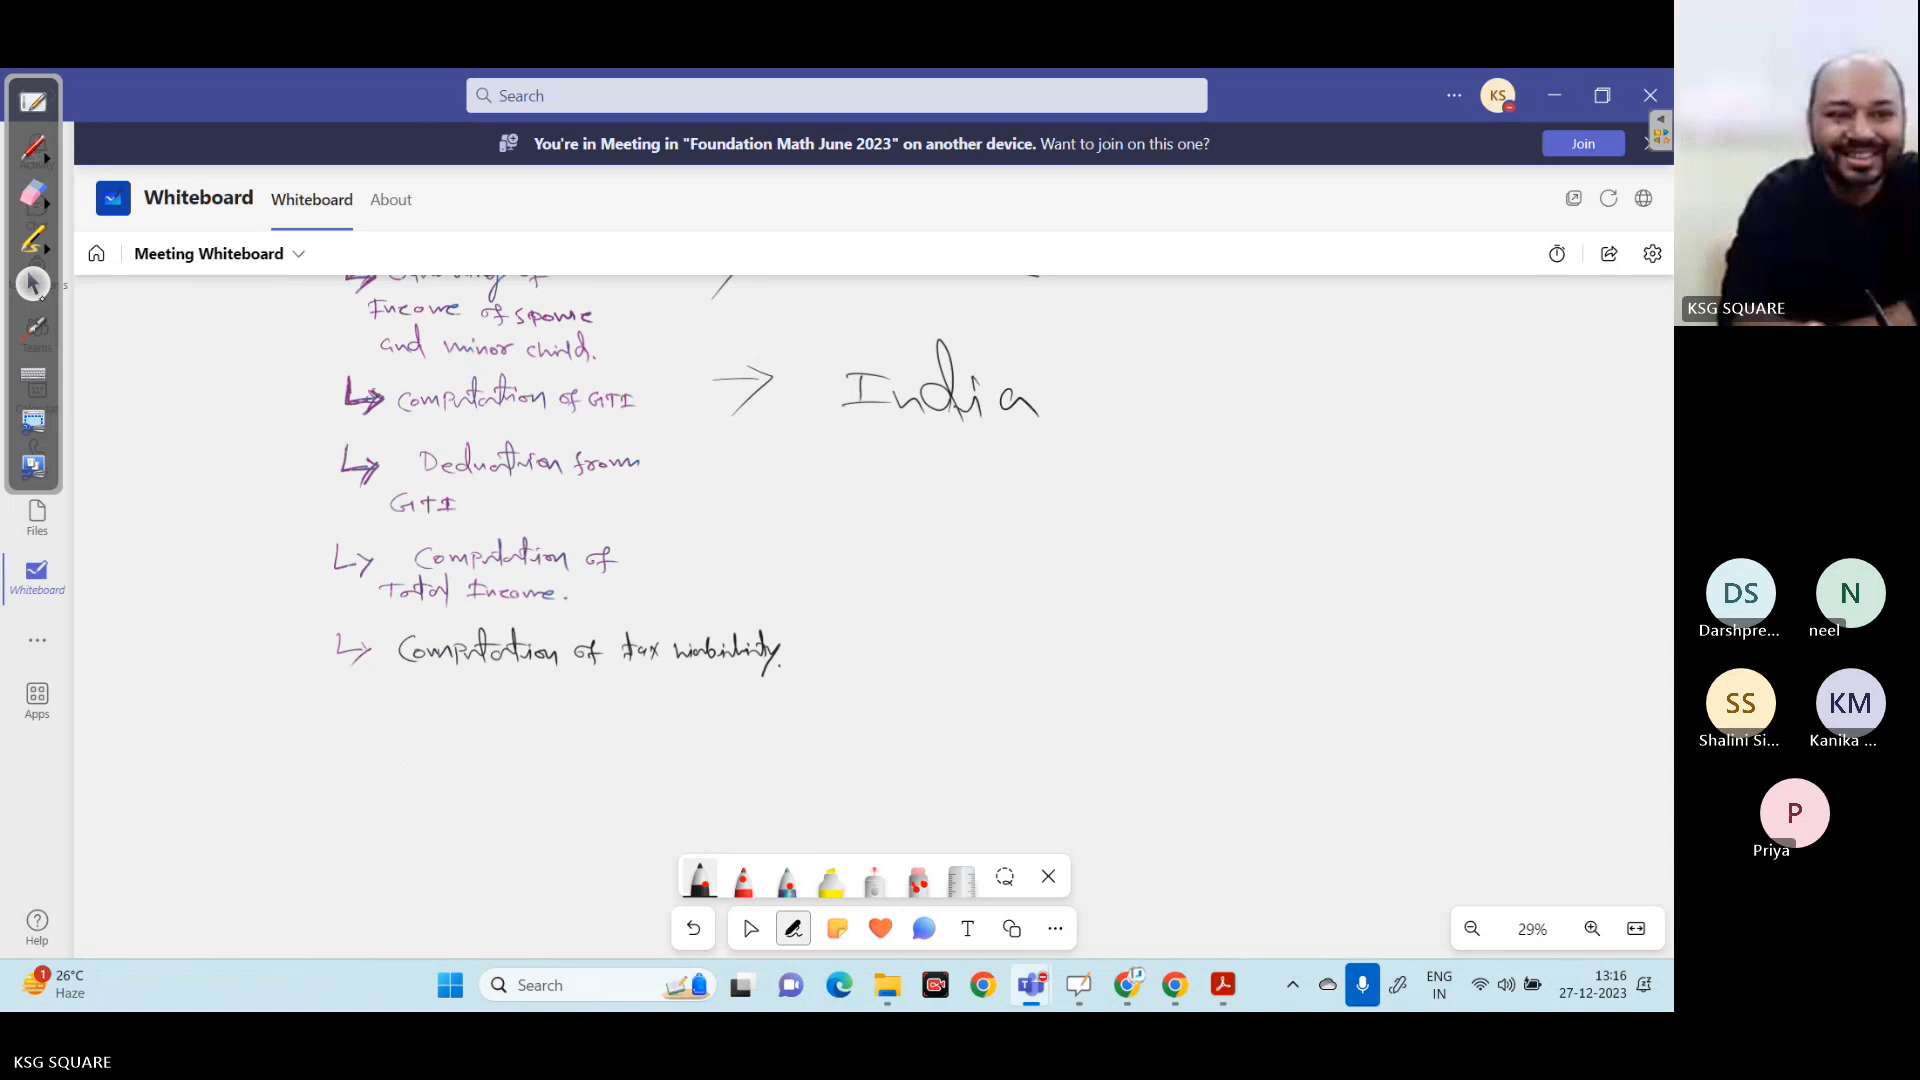 Search
KS
You're in Meeting in "Foundation Math June 2023" on another device. Want to join on this one?
Join
Whiteboard
Whiteboard
About
Meeting Whiteboard
KSG SQUARE
Income of spouse
and minor child.
Computation of GTI
India
Deduction from
GTI
Computation of
Total Income.
Computation of tax liability.
Teams
Files
Whiteboard
Apps
Help
DS
Darshpre...
N
neel
SS
Shalini Si...
KM
Kanika ...
P
Priya
T
29%
1
26°C
Haze
Search
ENG
IN
13:16
27-12-2023
KSG SQUARE